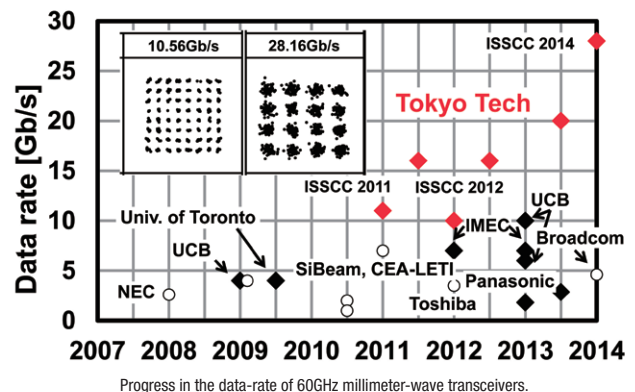 Data rate [Gb/s]
30
25
20
15
10
5
0
10.56Gb/s
28.16Gb/s
ISSCC 2014
Tokyo Tech
ISSCC 2011
ISSCC 2012
UCB
Univ. of Toronto
IMEC
UCB
Broadcom
SiBeam, CEA-LETI
NEC
Panasonic
Toshiba
2007 2008 2009 2010 2011 2012 2013 2014
Progress in the data-rate of 60GHz millimeter-wave transceivers.